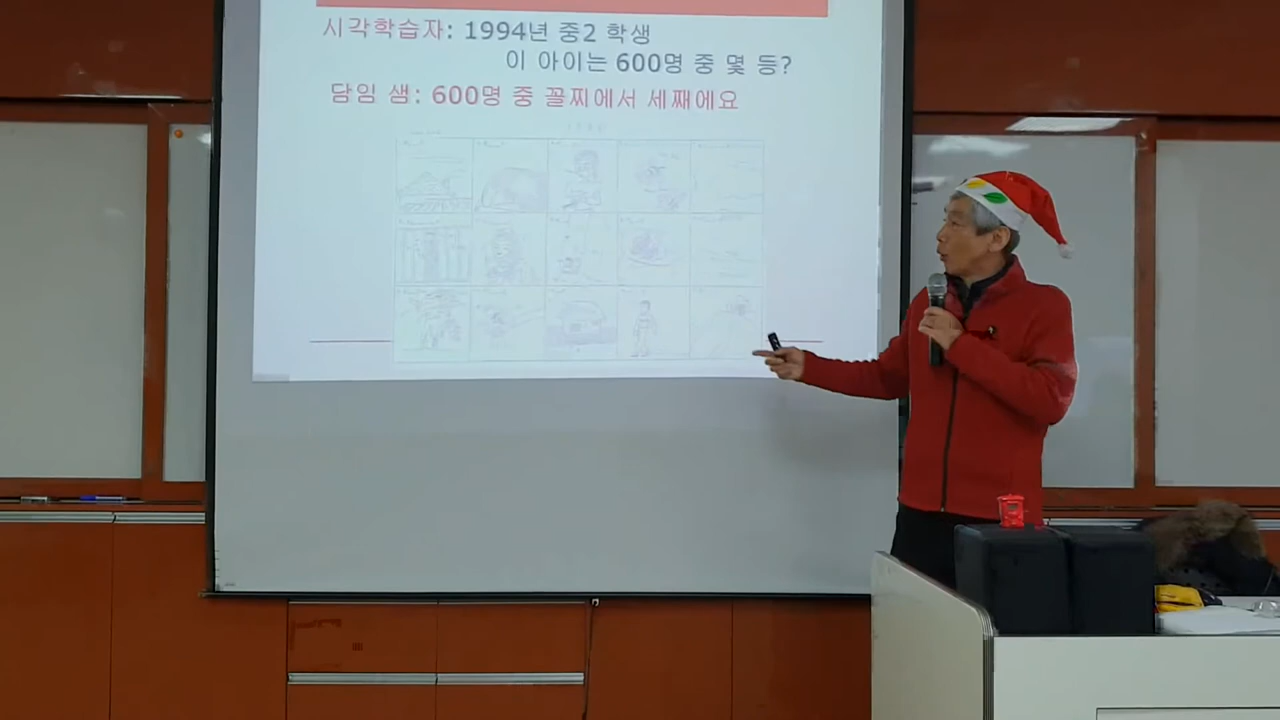 시각학습자: 1994년 중2 학생
이 아이는 600명 중 몇 등?
담임 샘: 600명 중 꼴찌에서 세째에요